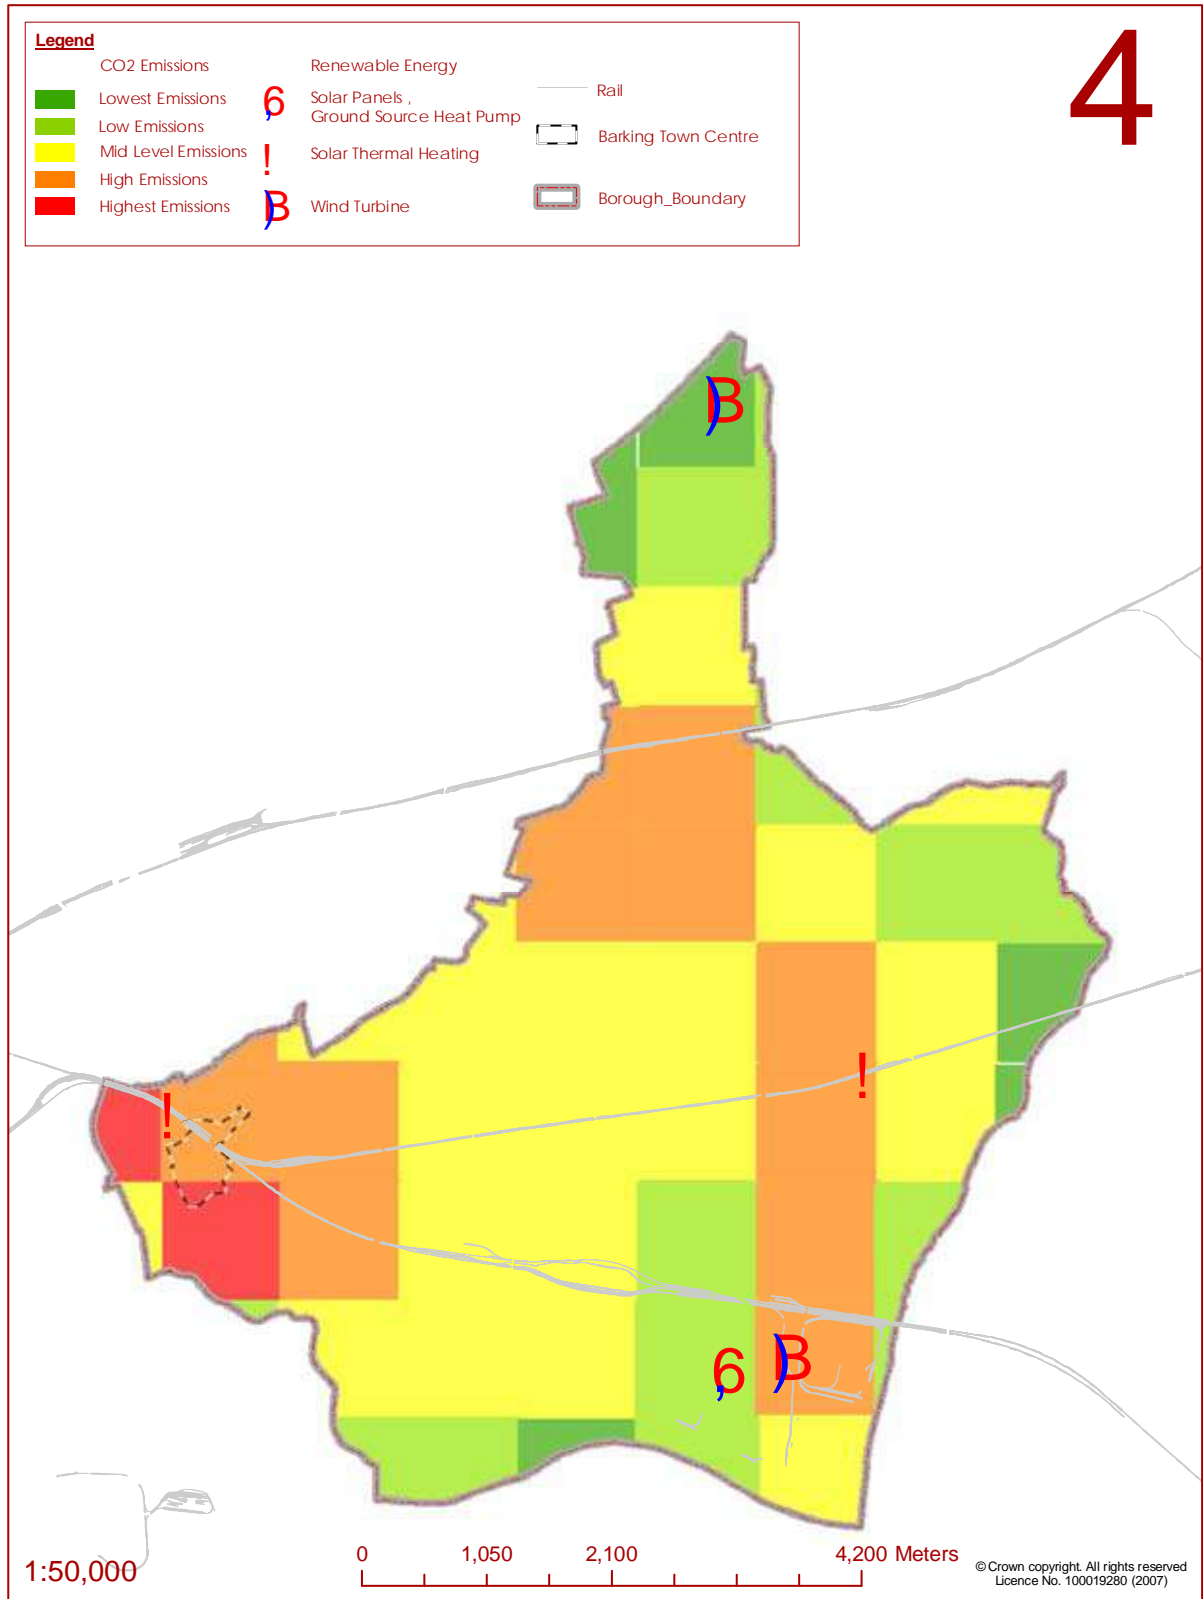 4
Legend
CO2 Emissions
Lowest Emissions
Low Emissions
Mid Level Emissions
High Emissions
Highest Emissions
Renewable Energy
6,
Solar Panels ,
Ground Source Heat Pump
!
Solar Thermal Heating
)B
Wind Turbine
Rail
Barking Town Centre
Borough_Boundary
)B
!
!
6,
)B
1:50,000
0 1,050 2,100 4,200 Meters
© Crown copyright. All rights reserved
Licence No. 100019280 (2007)